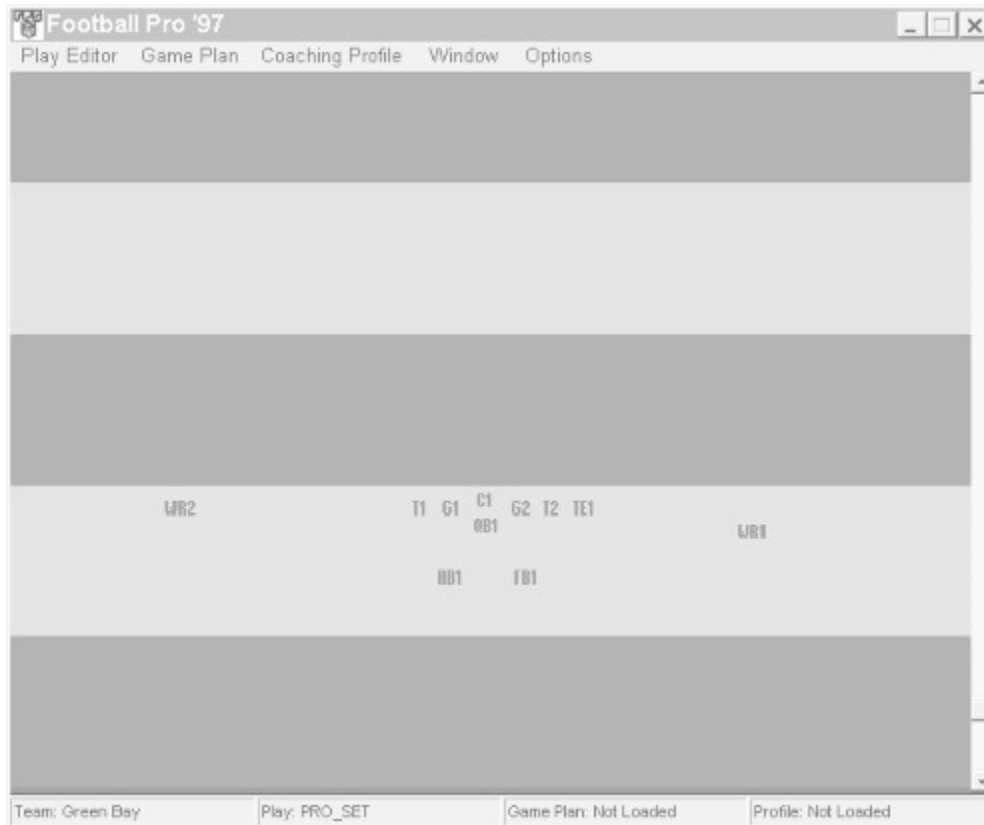 Football Pro '97
Play Editor Game Plan Coaching Profile Window Options
WR2 T1 G1 C1 G2 T2 TE1
QB1 WR1
HB1 FB1
Team: Green Bay Play: PRO_SET Game Plan: Not Loaded Profile: Not Loaded